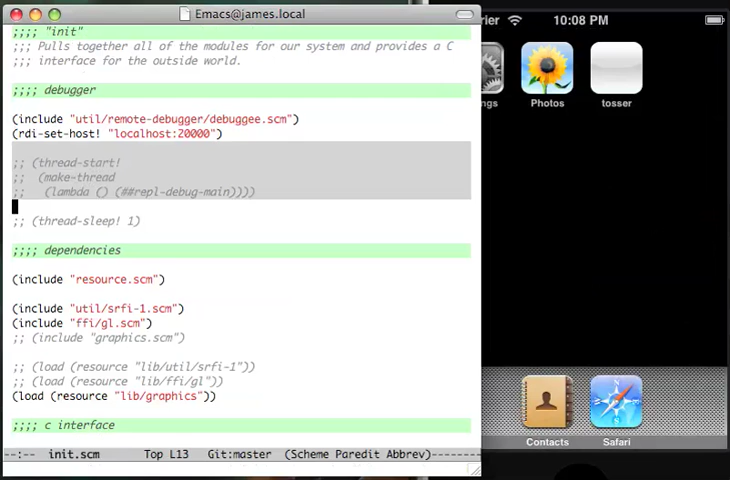 Emacs@james.local
;;;; "init"
;;; Pulls together all of the modules for our system and provides a C
;;; interface for the outside world.
;;;; debugger
(include "util/remote-debugger/debuggee.scm")
(rdi-set-host! "localhost:20000")
;; (thread-start!
;;  (make-thread
;;   (lambda () (##repl-debug-main))))
;; (thread-sleep! 1)
;;;; dependencies
(include "resource.scm")
(include "util/srfi-1.scm")
(include "ffi/gl.scm")
;; (include "graphics.scm")
;; (load (resource "lib/util/srfi-1"))
;; (load (resource "lib/ffi/gl"))
(load (resource "lib/graphics"))
;;;; c interface
--:-- init.scm Top L13 Git:master (Scheme Paredit Abbrev)--------
rier 10:08 PM
ngs Photos tosser
Contacts Safari